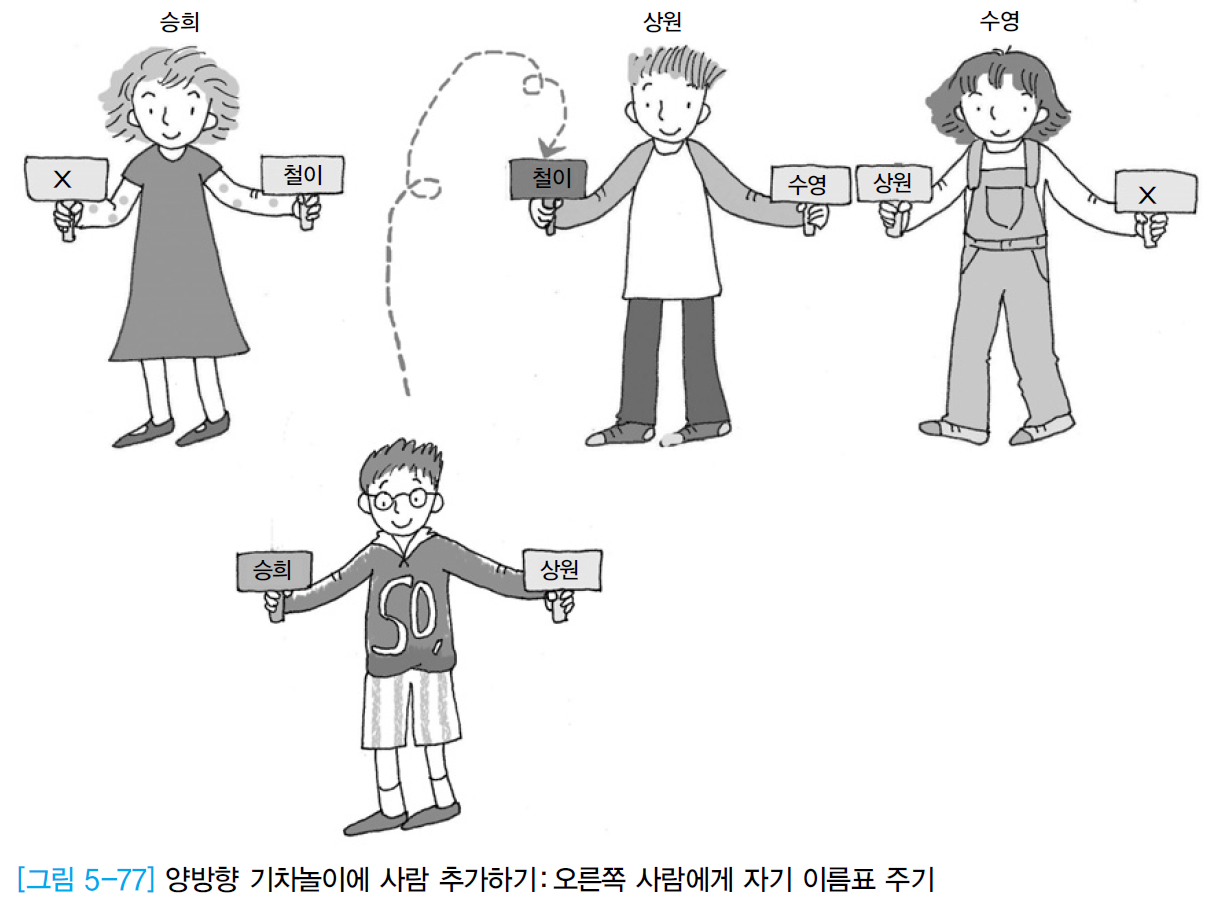 승희
상원
수영
X
철이
철이
수영
상원
X
승희
상원
50,
[그림 5-77] 양방향 기차놀이에 사람 추가하기: 오른쪽 사람에게 자기 이름표 주기